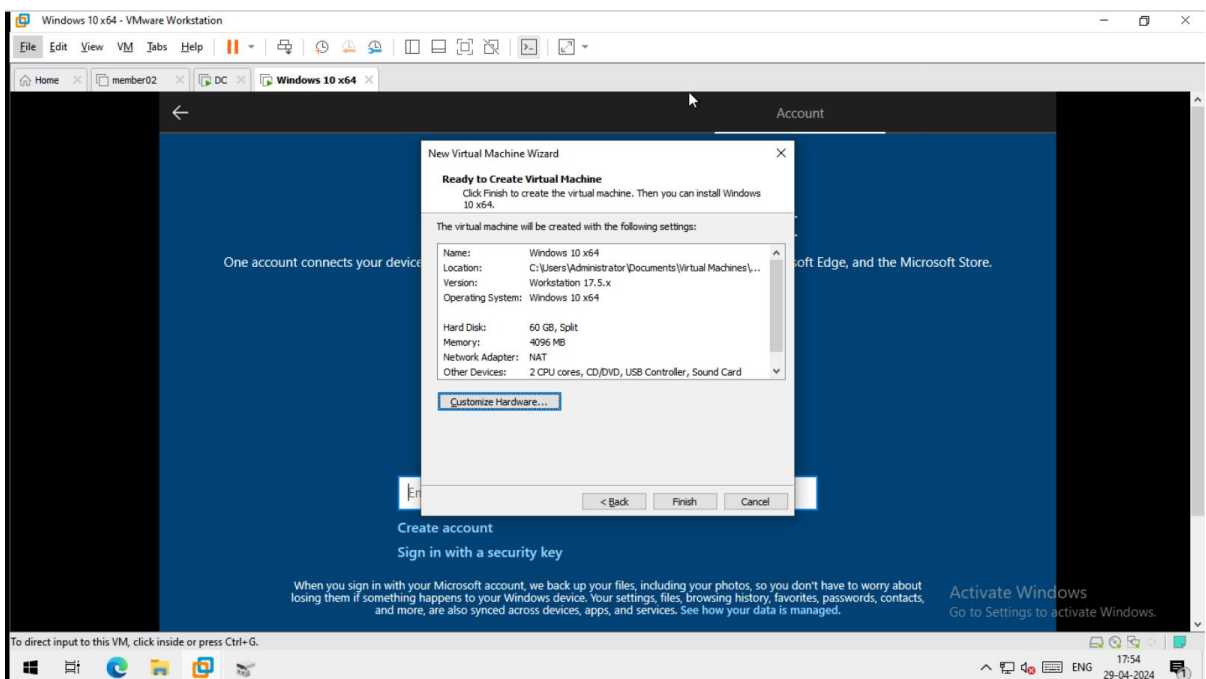 Windows 10 x64 - VMware Workstation
File Edit View VM Tabs Help
Home member02 DC Windows 10 x64
Account
New Virtual Machine Wizard
Ready to Create Virtual Machine
Click Finish to create the virtual machine. Then you can install Windows
10 x64.
The virtual machine will be created with the following settings:
Name: Windows 10 x64
Location: C:\Users\Administrator\Documents\Virtual Machines\...
Version: Workstation 17.5.x
Operating System: Windows 10 x64
Hard Disk: 60 GB, Split
Memory: 4096 MB
Network Adapter: NAT
Other Devices: 2 CPU cores, CD/DVD, USB Controller, Sound Card
Customize Hardware...
< Back Finish Cancel
One account connects your device
soft Edge, and the Microsoft Store.
En
Create account
Sign in with a security key
When you sign in with your Microsoft account, we back up your files, including your photos, so you don't have to worry about
losing them if something happens to your Windows device. Your settings, files, browsing history, favorites, passwords, contacts,
and more, are also synced across devices, apps, and services. See how your data is managed.
Activate Windows
Go to Settings to activate Windows.
To direct input to this VM, click inside or press Ctrl+G.
ENG
17:54
29-04-2024
1